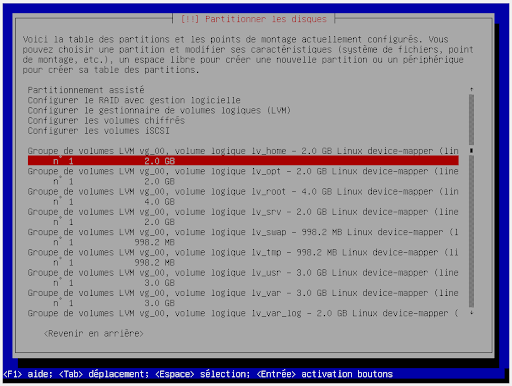 [!!] Partitionner les disques
Voici la table des partitions et les points de montage actuellement configurés. Vous
pouvez choisir une partition et modifier ses caractéristiques (système de fichiers, point
de montage, etc.), un espace libre pour créer une nouvelle partition ou un périphérique
pour créer sa table des partitions.
Partitionnement assisté
Configurer le RAID avec gestion logicielle
Configurer le gestionnaire de volumes logiques (LVM)
Configurer les volumes chiffrés
Configurer les volumes iSCSI
Groupe de volumes LVM vg_00, volume logique lv_home - 2.0 GB Linux device-mapper (line
n° 1 2.0 GB
Groupe de volumes LVM vg_00, volume logique lv_opt - 2.0 GB Linux device-mapper (linea
n° 1 2.0 GB
Groupe de volumes LVM vg_00, volume logique lv_root - 4.0 GB Linux device-mapper (lin
n° 1 4.0 GB
Groupe de volumes LVM vg_00, volume logique lv_srv - 2.0 GB Linux device-mapper (line
n° 1 2.0 GB
Groupe de volumes LVM vg_00, volume logique lv_swap - 998.2 MB Linux device-mapper (l
n° 1 998.2 MB
Groupe de volumes LVM vg_00, volume logique lv_tmp - 998.2 MB Linux device-mapper (li
n° 1 998.2 MB
Groupe de volumes LVM vg_00, volume logique lv_usr - 3.0 GB Linux device-mapper (line
n° 1 3.0 GB
Groupe de volumes LVM vg_00, volume logique lv_var - 3.0 GB Linux device-mapper (line
n° 1 3.0 GB
Groupe de volumes LVM vg_00, volume logique lv_var_log - 2.0 GB Linux device-mapper (
<Revenir en arrière>
<F1> aide; <Tab> déplacement; <Espace> sélection; <Entrée> activation boutons